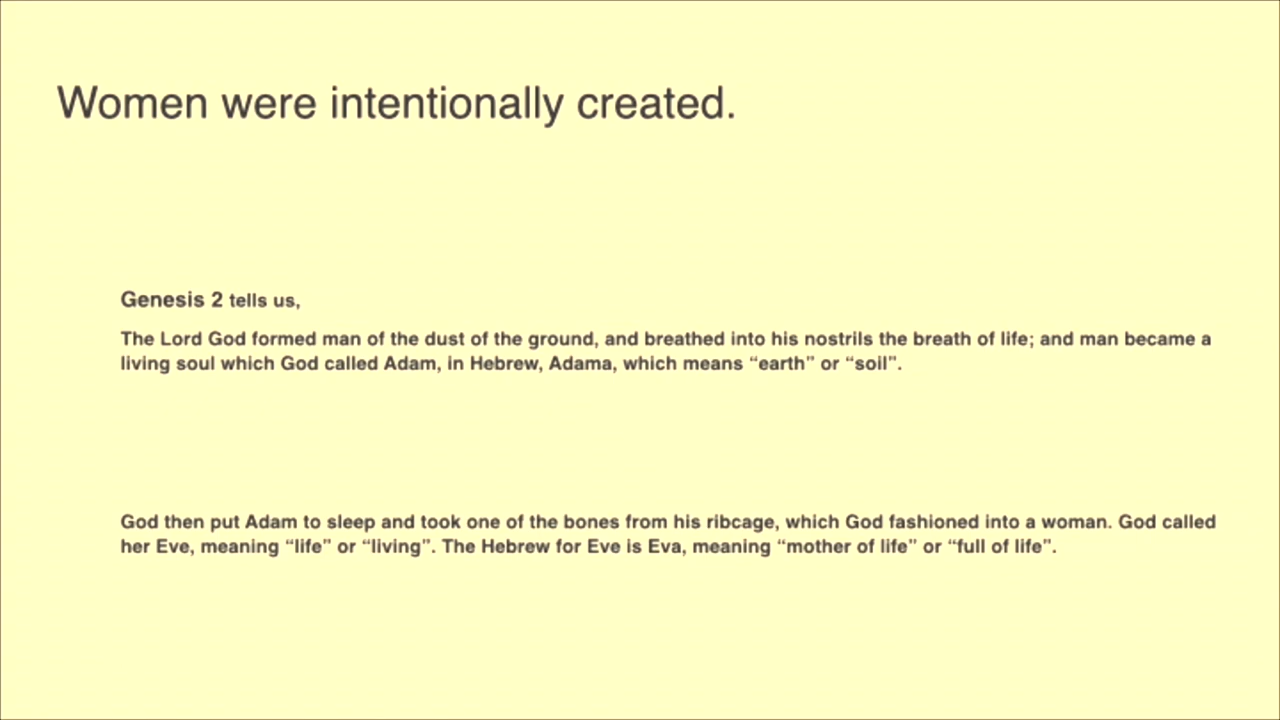 Women were intentionally created.
Genesis 2 tells us,
The Lord God formed man of the dust of the ground, and breathed into his nostrils the breath of life; and man became a
living soul which God called Adam, in Hebrew, Adama, which means “earth” or “soil”.
God then put Adam to sleep and took one of the bones from his ribcage, which God fashioned into a woman. God called
her Eve, meaning “life” or “living”. The Hebrew for Eve is Eva, meaning “mother of life” or “full of life”.